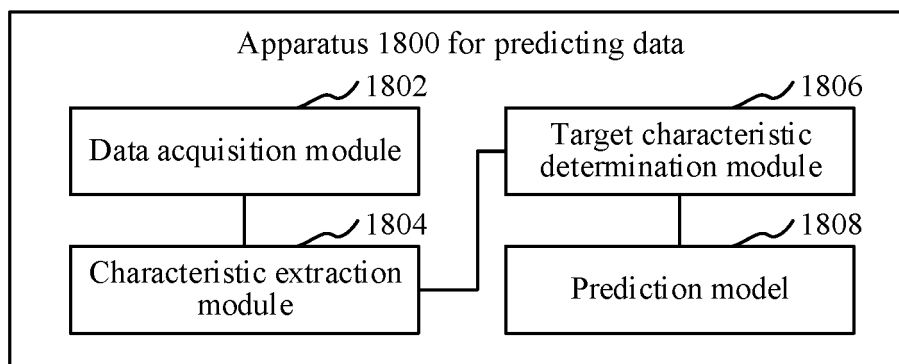 Apparatus 1800 for predicting data
1802
Data acquisition module
1804
Characteristic extraction
module
1806
Target characteristic
determination module
1808
Prediction model